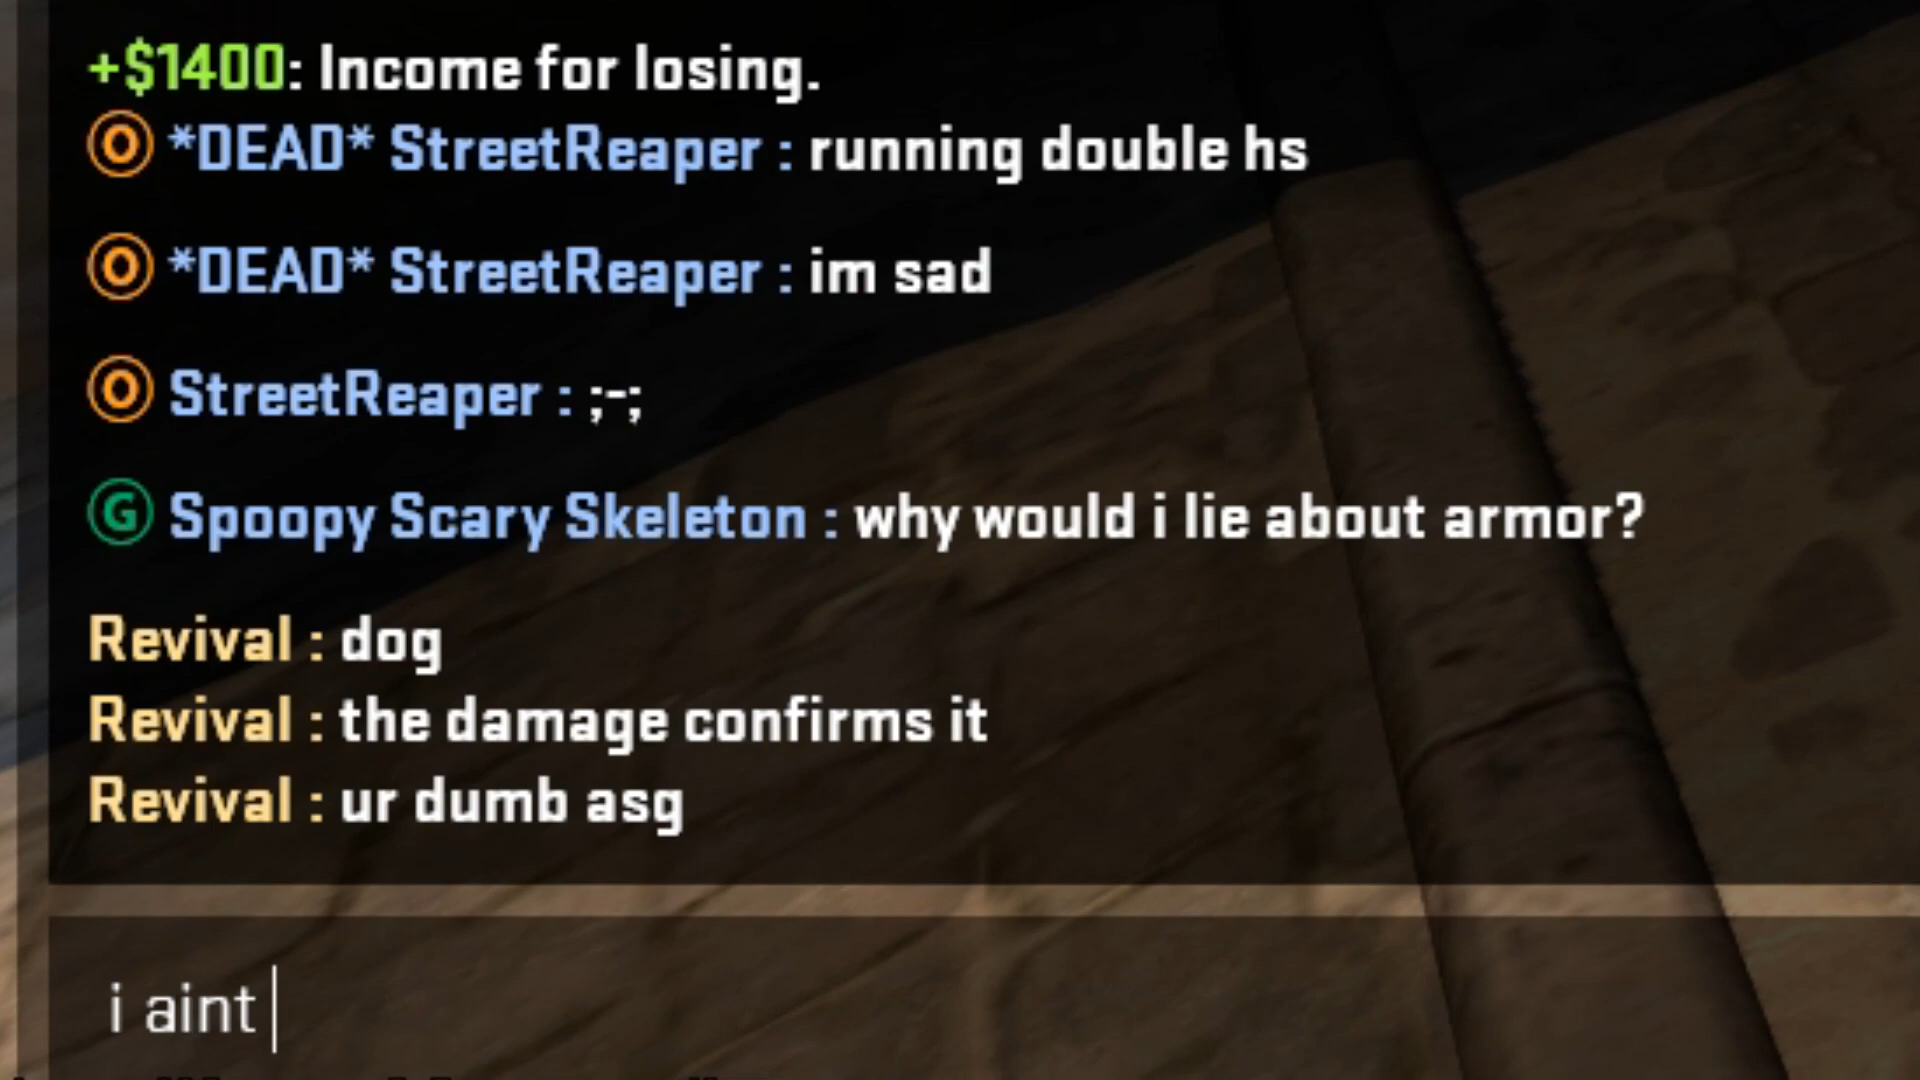 +$1400: Income for losing.
O *DEAD* StreetReaper : running double hs
O *DEAD* StreetReaper : im sad
O StreetReaper : ;-;
G Spoopy Scary Skeleton : why would i lie about armor?
Revival : dog
Revival : the damage confirms it
Revival : ur dumb asg
i aint